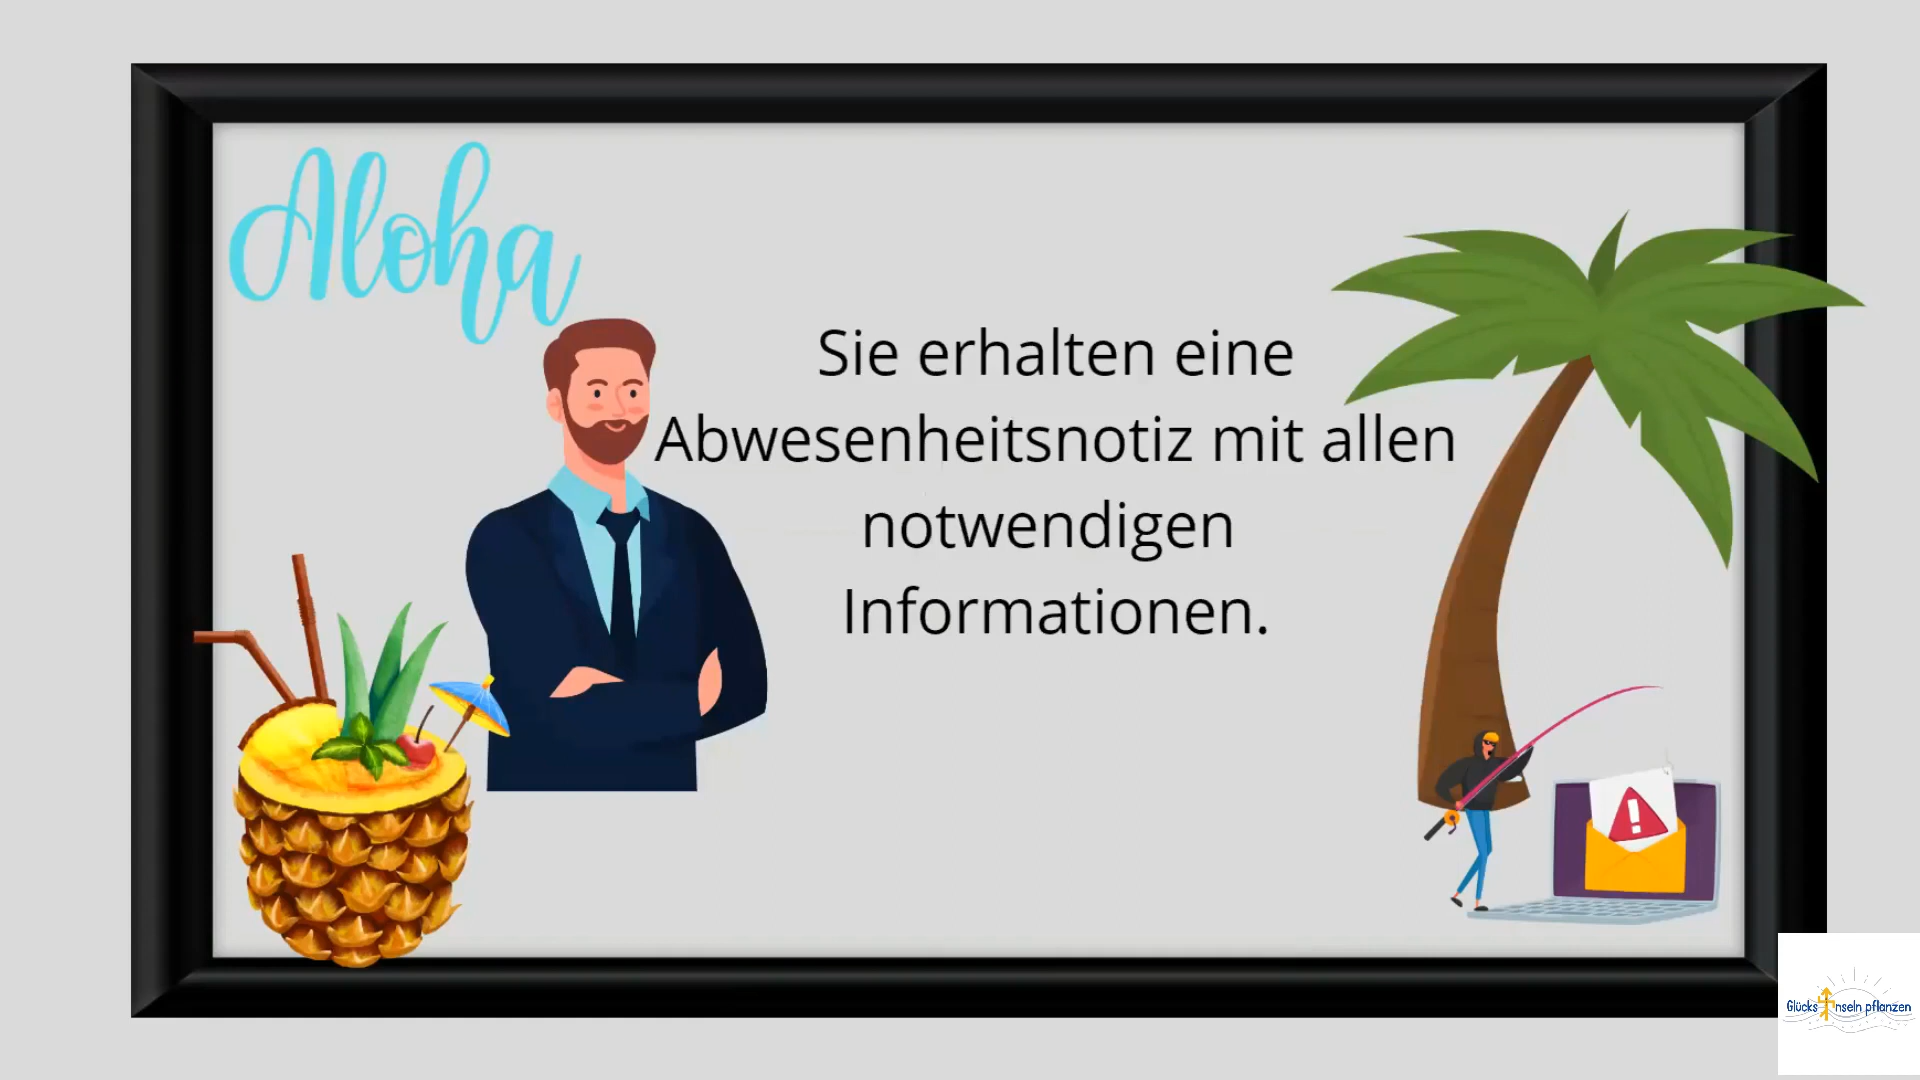 Aloha
Sie erhalten eine
Abwesenheitsnotiz mit allen
notwendigen
Informationen.
Glücks Inseln pflanzen